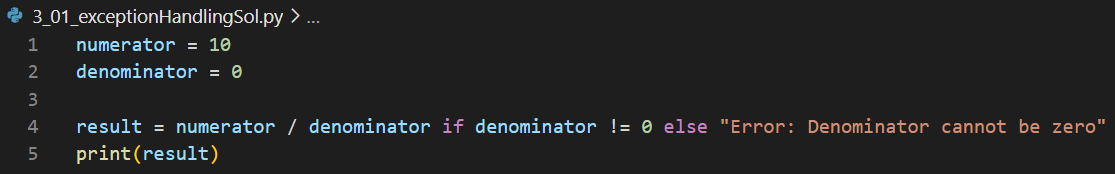 3_01_exceptionHandlingSol.py > ...
1 numerator = 10
2 denominator = 0
3
4 result = numerator / denominator if denominator != 0 else "Error: Denominator cannot be zero"
5 print(result)